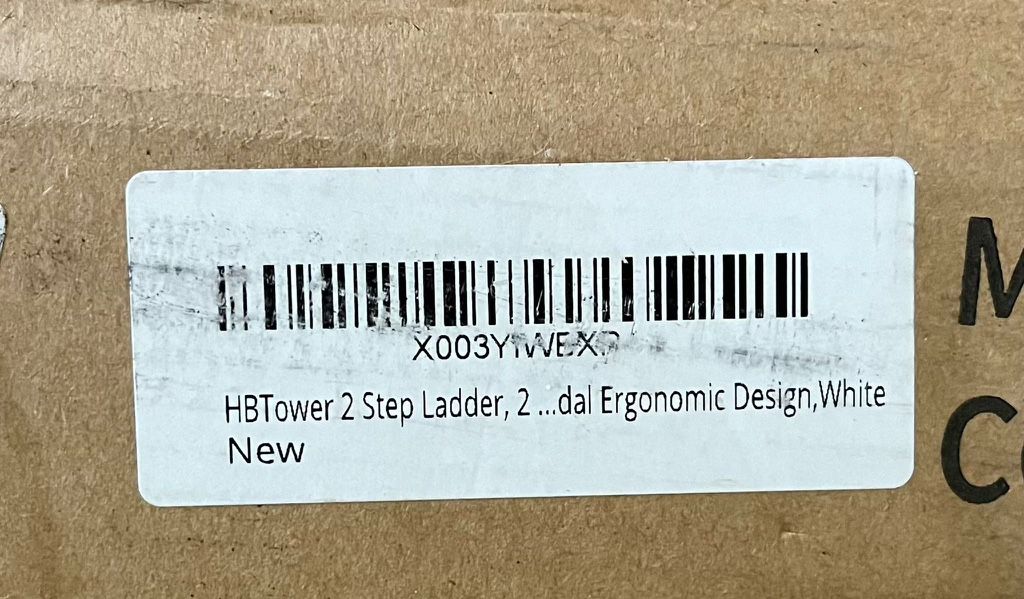 HBTower 2 Step Ladder, 2 ...dal Ergonomic Design,White
New